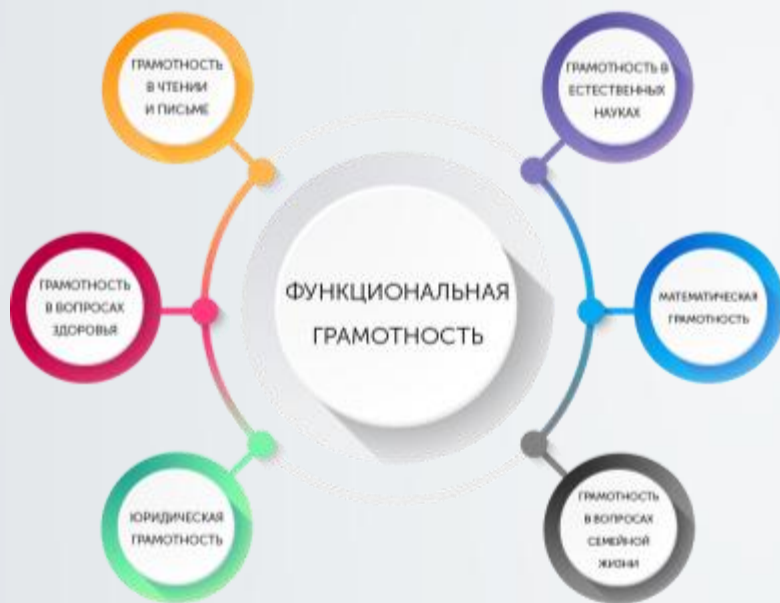 ГРАМОТНОСТЬ
В ЧТЕНИИ
И ПИСЬМЕ
ГРАМОТНОСТЬ В
ЕСТЕСТВЕННЫХ
НАУКАХ
ГРАМОТНОСТЬ
В ВОПРОСАХ
ЗДОРОВЬЯ
ФУНКЦИОНАЛЬНАЯ
ГРАМОТНОСТЬ
МАТЕМАТИЧЕСКАЯ
ГРАМОТНОСТЬ
ЮРИДИЧЕСКАЯ
ГРАМОТНОСТЬ
ГРАМОТНОСТЬ
В ВОПРОСАХ
СЕМЕЙНОЙ
ЖИЗНИ